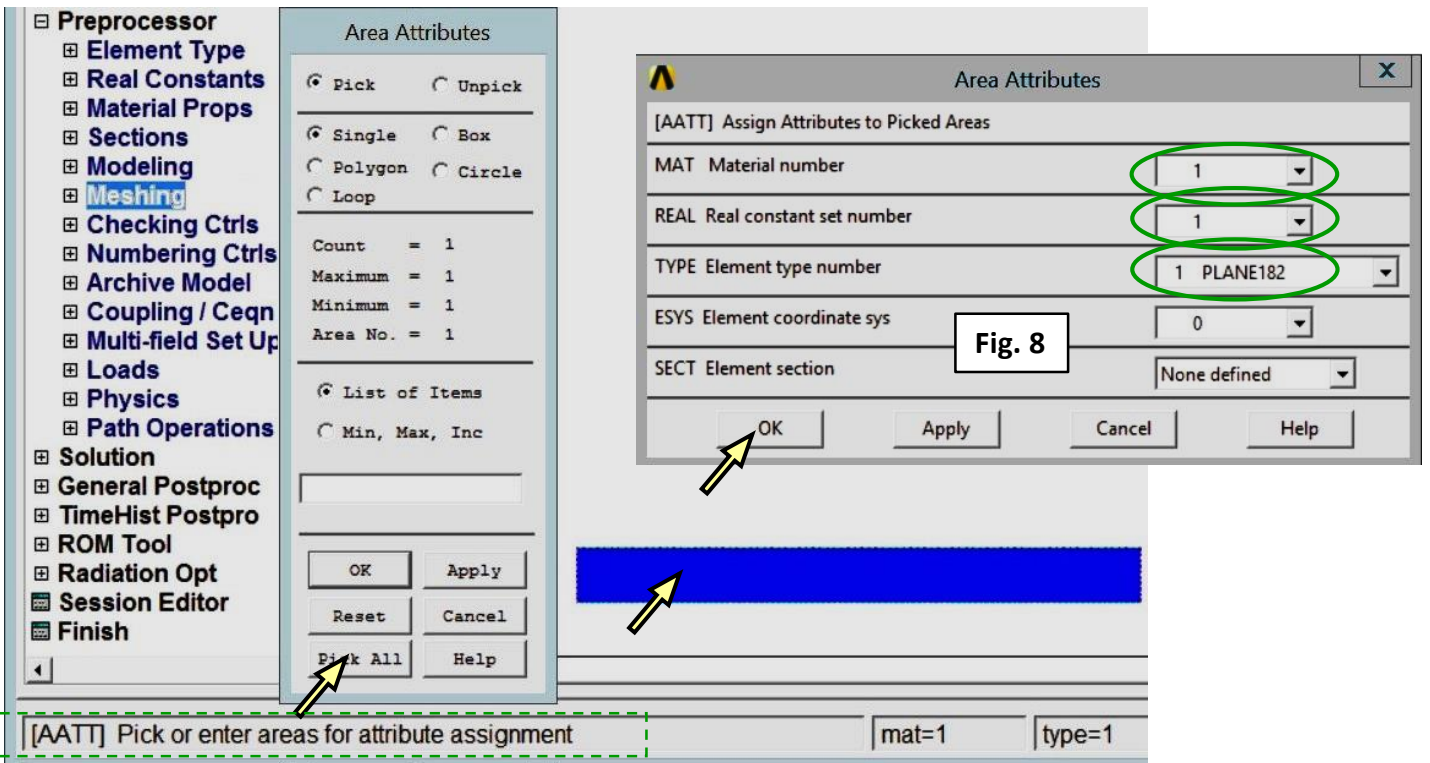 Preprocessor
Element Type
Real Constants
Material Props
Sections
Modeling
Meshing
Checking Ctrls
Numbering Ctrls
Archive Model
Coupling / Ceqn
Multi-field Set Up
Loads
Physics
Path Operations
Solution
General Postproc
TimeHist Postpro
ROM Tool
Radiation Opt
Session Editor
Finish
Area Attributes
Pick Unpick
Single Box
Polygon Circle
Loop
Count = 1
Maximum = 1
Minimum = 1
Area No. = 1
List of Items
Min, Max, Inc
OK Apply
Reset Cancel
Pick All Help
Area Attributes X
[AATT] Assign Attributes to Picked Areas
MAT Material number 1
REAL Real constant set number 1
TYPE Element type number 1 PLANE182
ESYS Element coordinate sys 0
SECT Element section None defined
OK Apply Cancel Help
Fig. 8
[AATT] Pick or enter areas for attribute assignment mat=1 type=1